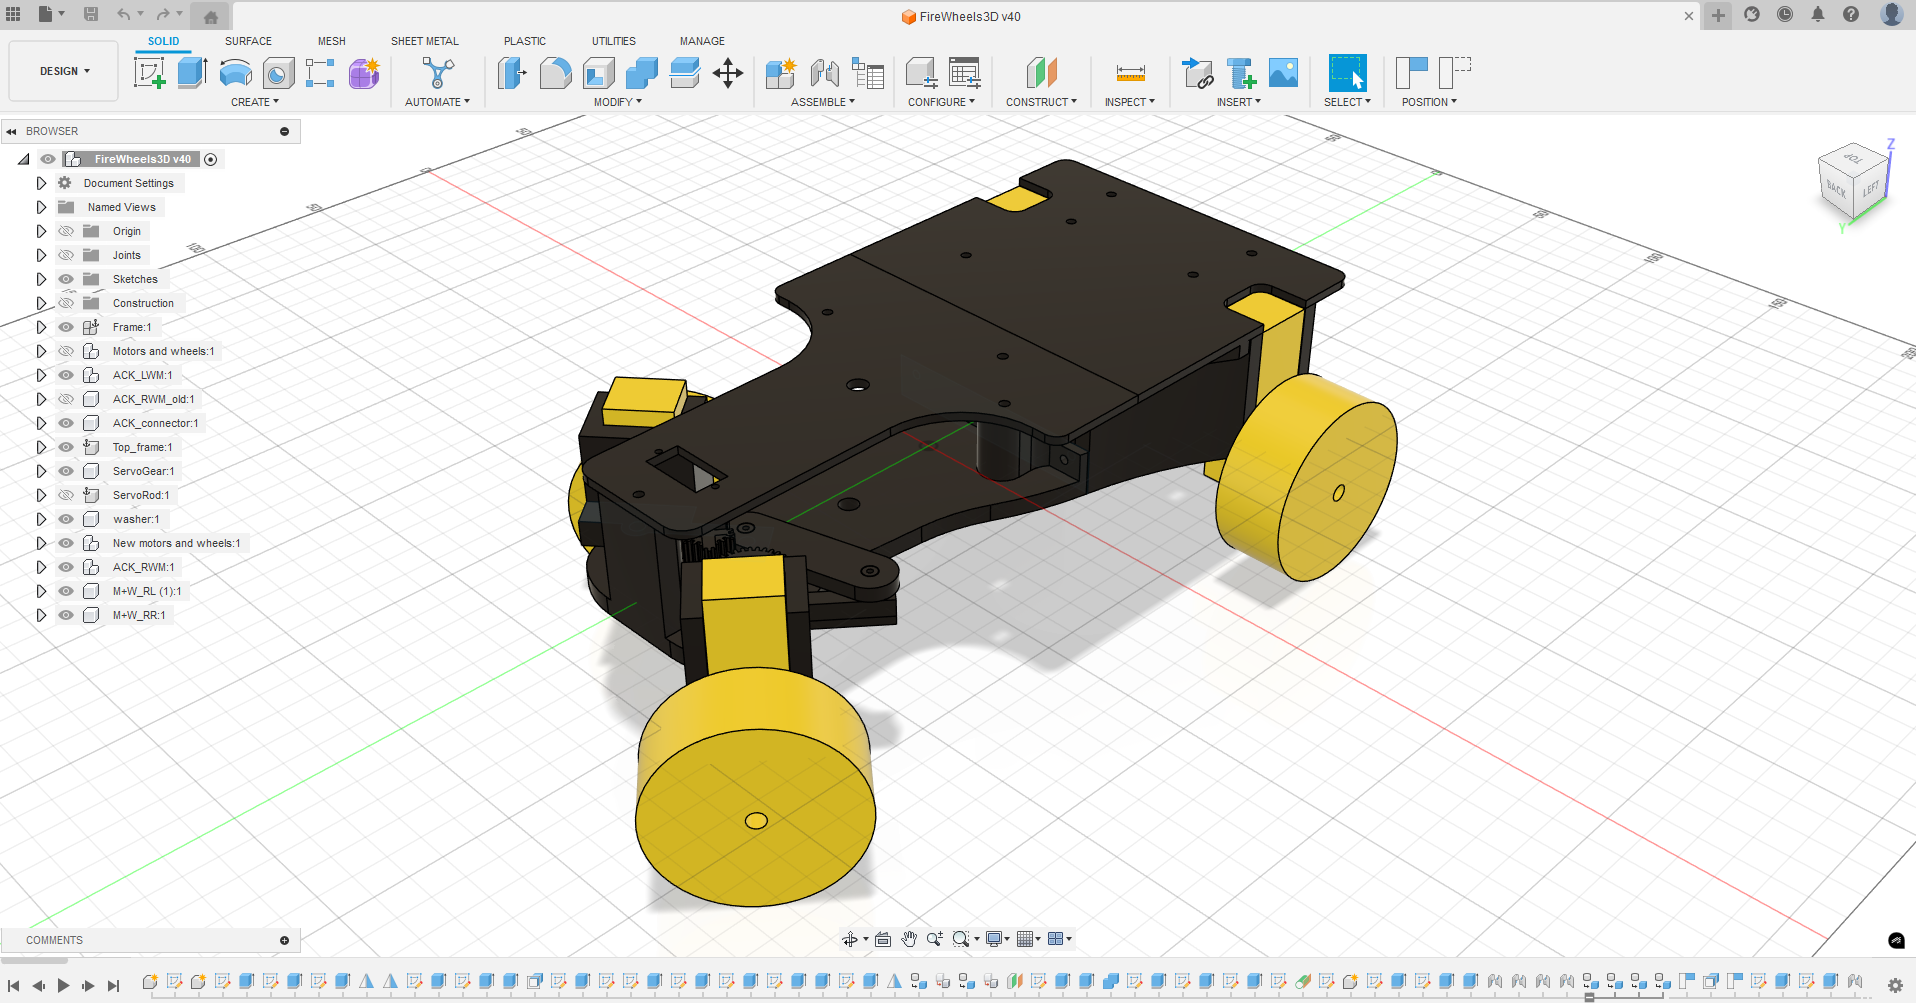 FireWheels3D v40
SOLID SURFACE MESH SHEET METAL PLASTIC UTILITIES MANAGE
DESIGN
CREATE AUTOMATE MODIFY ASSEMBLE CONFIGURE CONSTRUCT INSPECT INSERT SELECT POSITION
BROWSER
FireWheels3D v40
Document Settings
Named Views
Origin
Joints
Sketches
Construction
Frame:1
Motors and wheels:1
ACK_LWM:1
ACK_RWM_old:1
ACK_connector:1
Top_frame:1
ServoGear:1
ServoRod:1
washer:1
New motors and wheels:1
ACK_RWM:1
M+W_RL (1):1
M+W_RR:1
100
50
TOP
BACK
LEFT
Z
Y
COMMENTS